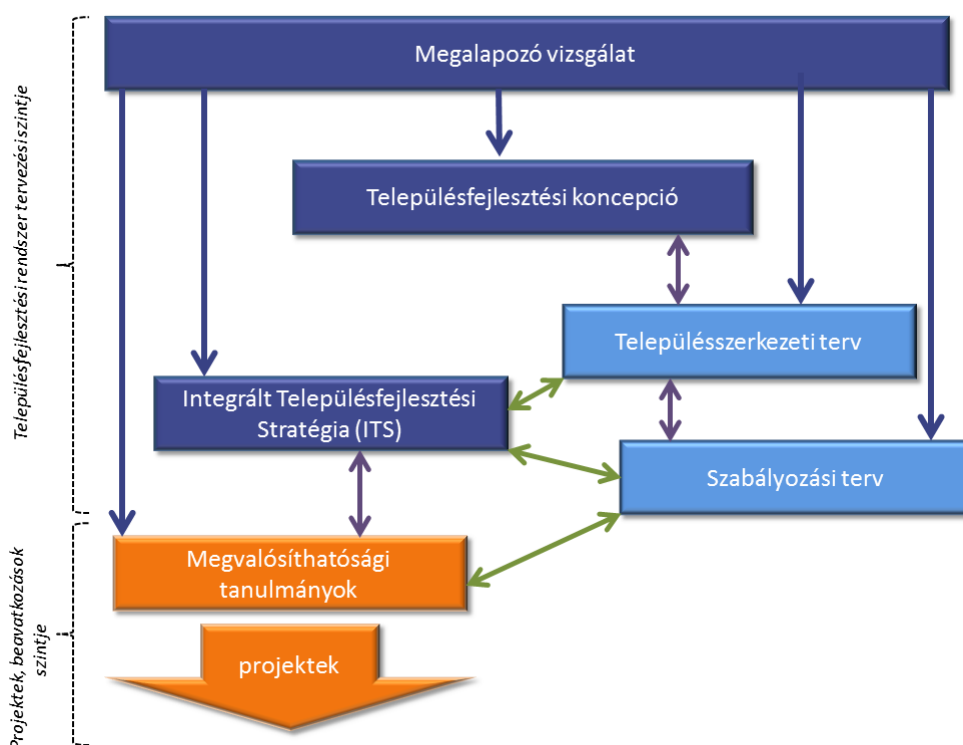 Megalapozó vizsgálat
Településfejlesztési koncepció
Településszerkezeti terv
Integrált Településfejlesztési
Stratégia (ITS)
Szabályozási terv
Megvalósíthatósági
tanulmányok
projektek
Településfejlesztési rendszer tervezési szintje
Projektek, beavatkozások
szintje